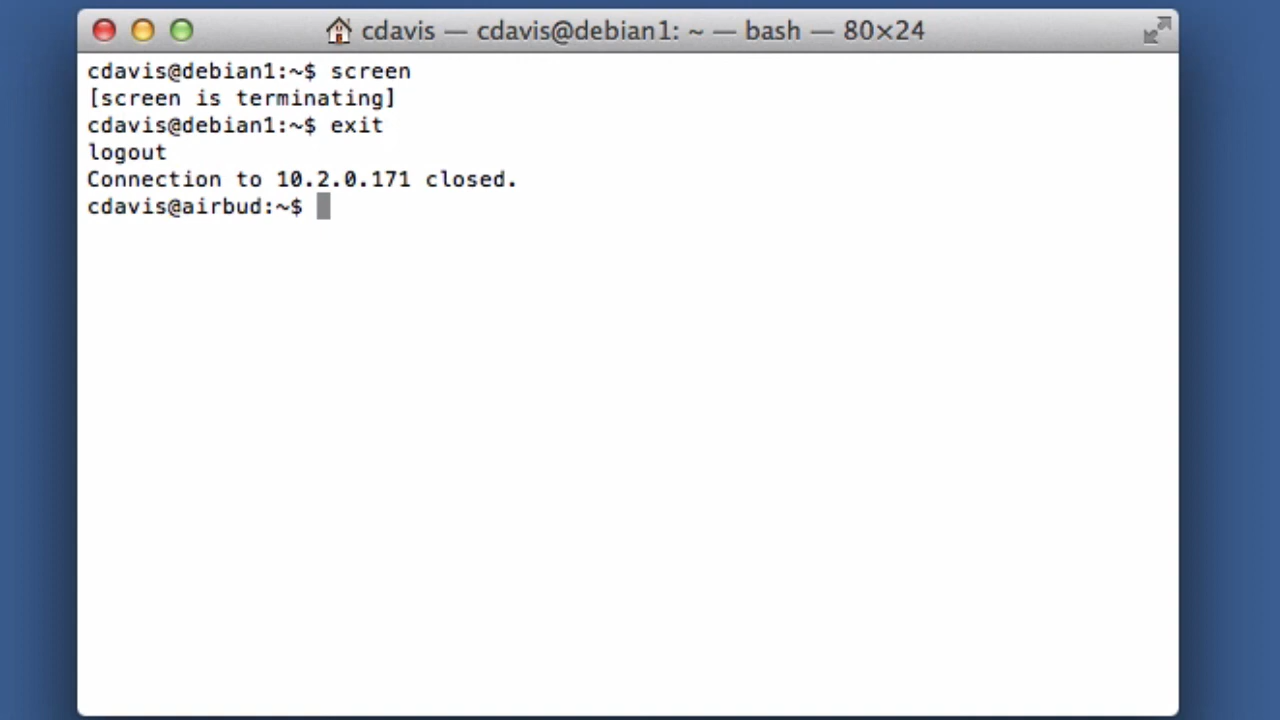 cdavis — cdavis@debian1: ~ — bash — 80×24
cdavis@debian1:~$ screen
[screen is terminating]
cdavis@debian1:~$ exit
logout
Connection to 10.2.0.171 closed.
cdavis@airbud:~$